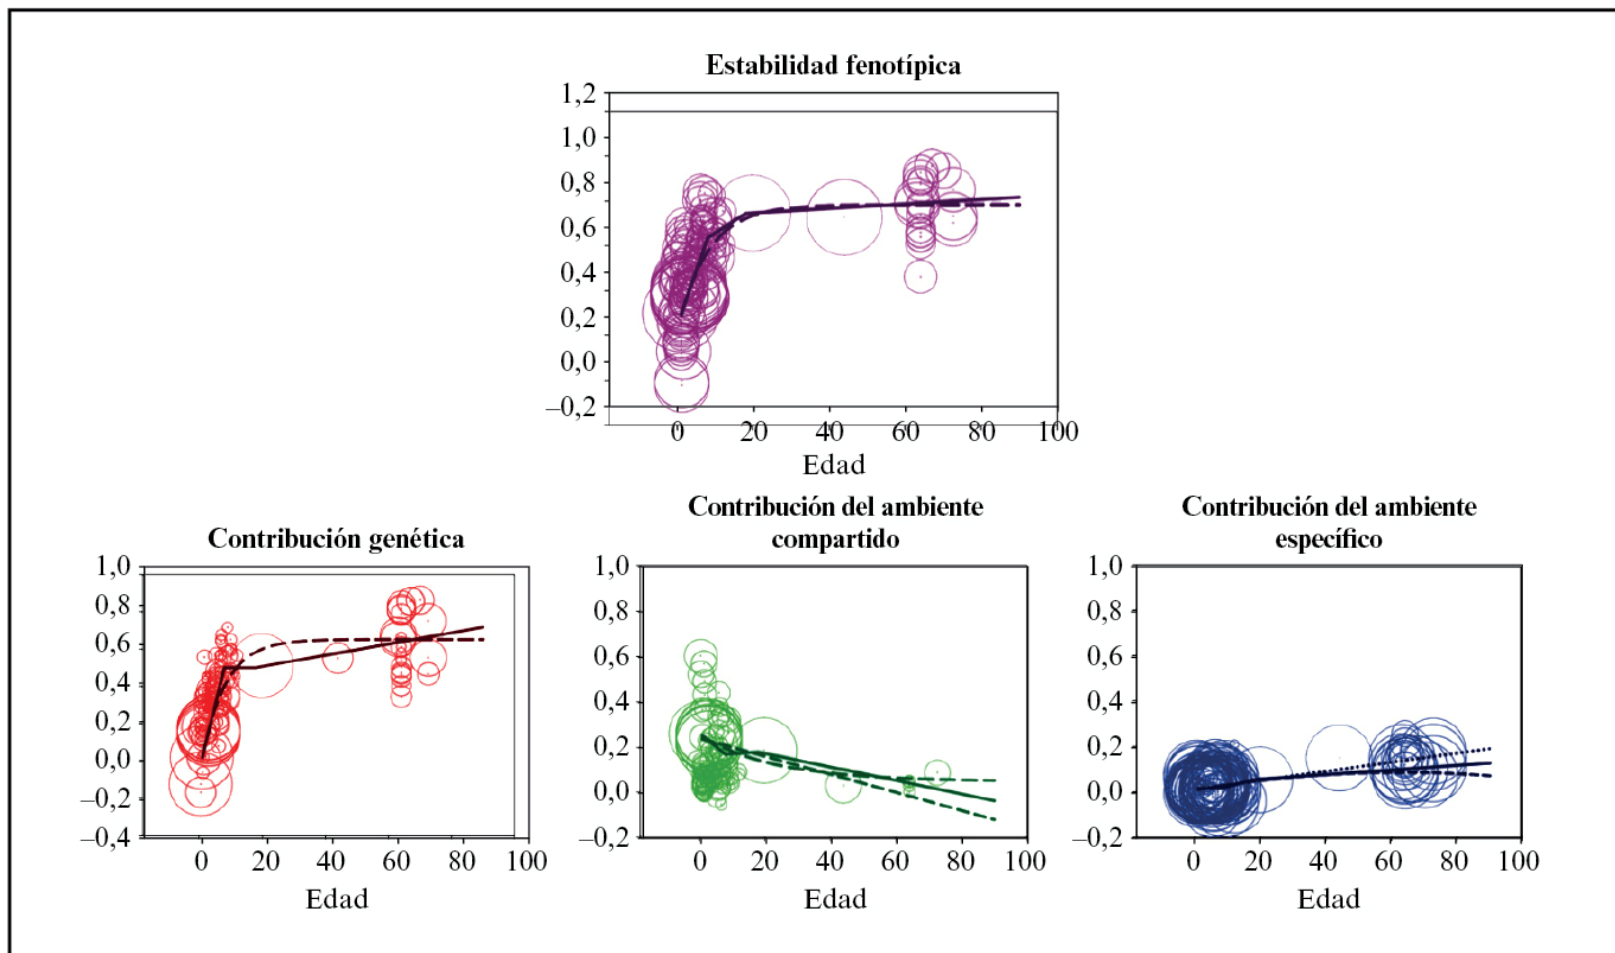 Estabilidad fenotípica
1,2
1,0
0,8
0,6
0,4
0,2
0,0
–0,2
0 20 40 60 80 100
Edad
Contribución genética
1,0
0,8
0,6
0,4
0,2
0,0
–0,2
–0,4
0 20 40 60 80 100
Edad
Contribución del ambiente
compartido
1,0
0,8
0,6
0,4
0,2
0,0
–0,2
0 20 40 60 80 100
Edad
Contribución del ambiente
específico
1,0
0,8
0,6
0,4
0,2
0,0
–0,2
0 20 40 60 80 100
Edad